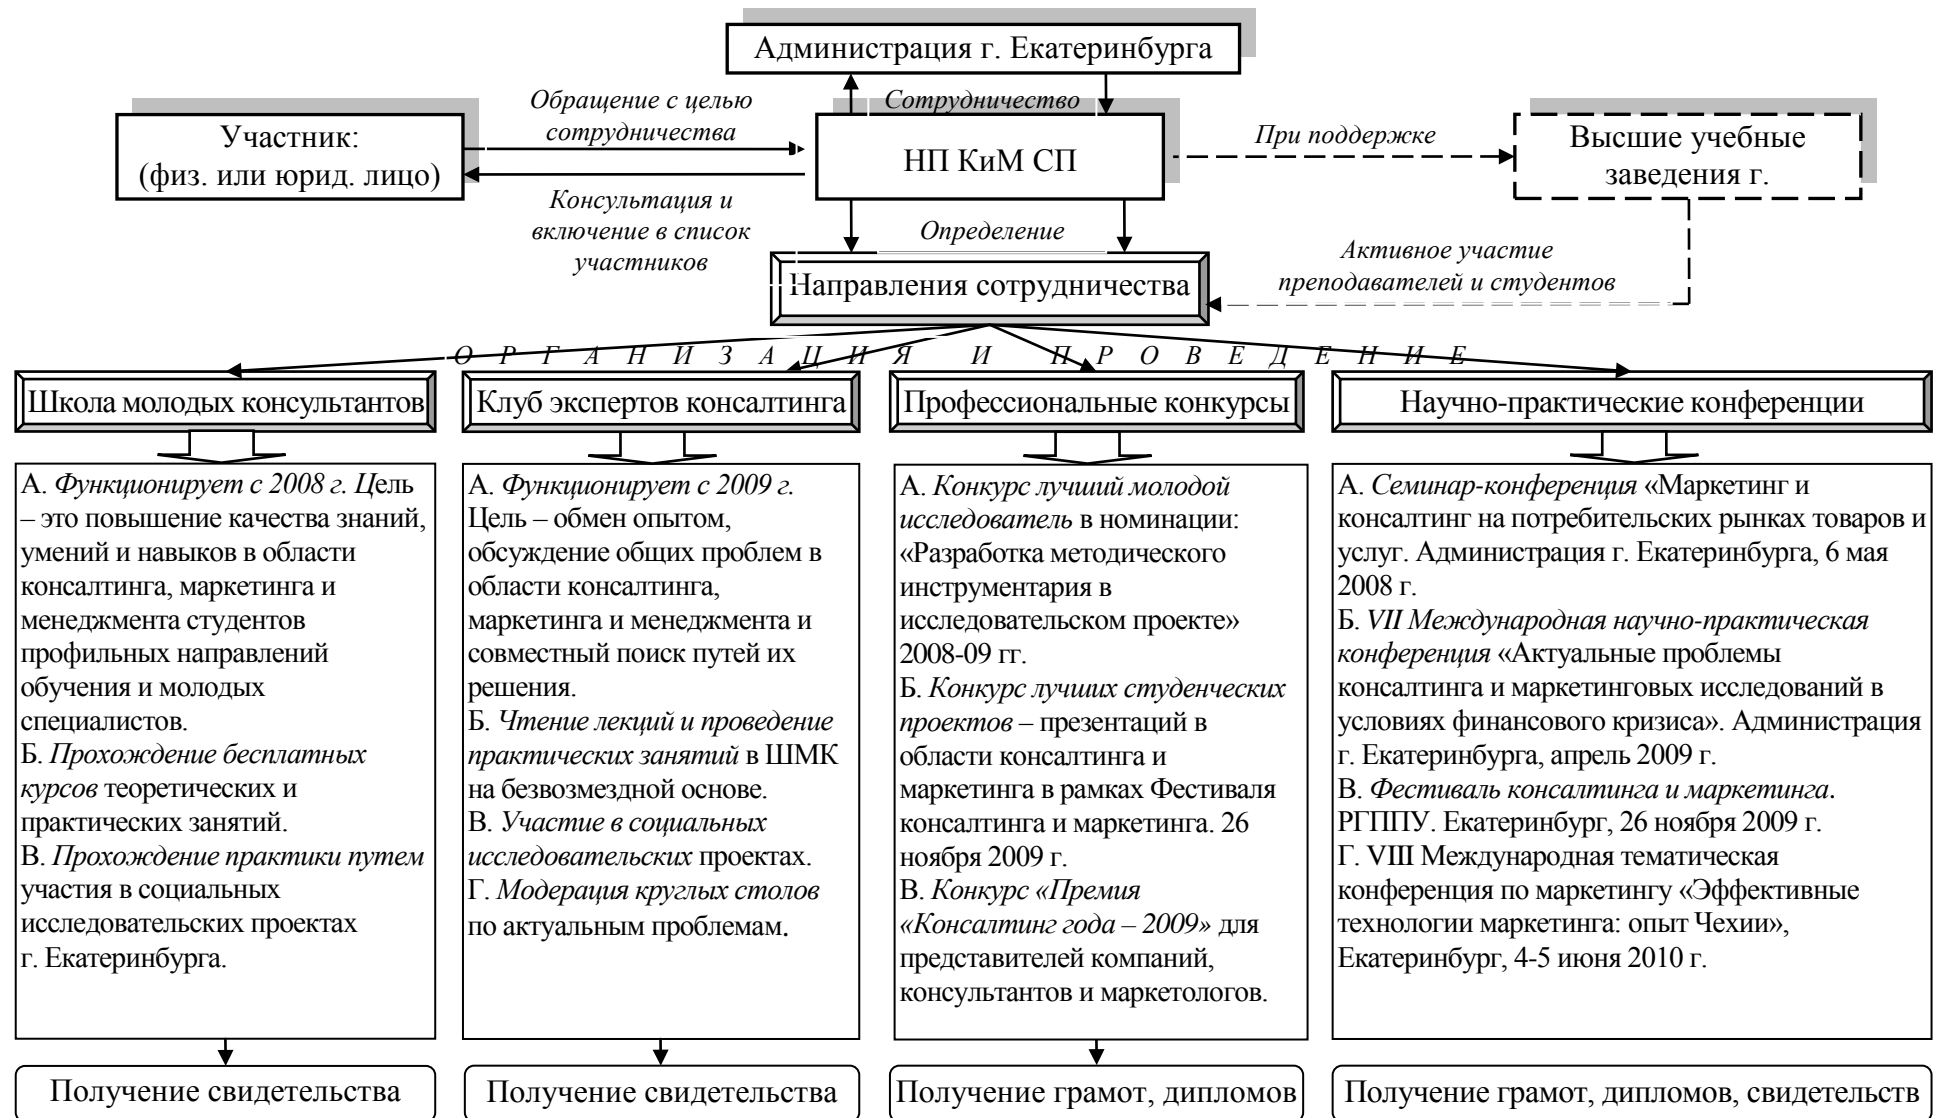 Администрация г. Екатеринбурга
Обращение с целью
сотрудничества
Сотрудничество
Участник:
(физ. или юрид. лицо)
НП КиМ СП
При поддержке
Высшие учебные
заведения г.
Консультация и
включение в список
участников
Определение
Активное участие
преподавателей и студентов
Направления сотрудничества
О Р Г А Н И З А Ц И Я И П Р О В Е Д Е Н И Е
Школа молодых консультантов
Клуб экспертов консалтинга
Профессиональные конкурсы
Научно-практические конференции
А. Функционирует с 2008 г. Цель
– это повышение качества знаний,
умений и навыков в области
консалтинга, маркетинга и
менеджмента студентов
профильных направлений
обучения и молодых
специалистов.
Б. Прохождение бесплатных
курсов теоретических и
практических занятий.
В. Прохождение практики путем
участия в социальных
исследовательских проектах
г. Екатеринбурга.
А. Функционирует с 2009 г.
Цель – обмен опытом,
обсуждение общих проблем в
области консалтинга,
маркетинга и менеджмента и
совместный поиск путей их
решения.
Б. Чтение лекций и проведение
практических занятий в ШМК
на безвозмездной основе.
В. Участие в социальных
исследовательских проектах.
Г. Модерация круглых столов
по актуальным проблемам.
А. Конкурс лучший молодой
исследователь в номинации:
«Разработка методического
инструментария в
исследовательском проекте»
2008-09 гг.
Б. Конкурс лучших студенческих
проектов – презентаций в
области консалтинга и
маркетинга в рамках Фестиваля
консалтинга и маркетинга. 26
ноября 2009 г.
В. Конкурс «Премия
«Консалтинг года – 2009» для
представителей компаний,
консультантов и маркетологов.
А. Семинар-конференция «Маркетинг и
консалтинг на потребительских рынках товаров и
услуг. Администрация г. Екатеринбурга, 6 мая
2008 г.
Б. VII Международная научно-практическая
конференция «Актуальные проблемы
консалтинга и маркетинговых исследований в
условиях финансового кризиса». Администрация
г. Екатеринбурга, апрель 2009 г.
В. Фестиваль консалтинга и маркетинга.
РГППУ. Екатеринбург, 26 ноября 2009 г.
Г. VIII Международная тематическая
конференция по маркетингу «Эффективные
технологии маркетинга: опыт Чехии»,
Екатеринбург, 4-5 июня 2010 г.
Получение свидетельства
Получение свидетельства
Получение грамот, дипломов
Получение грамот, дипломов, свидетельств